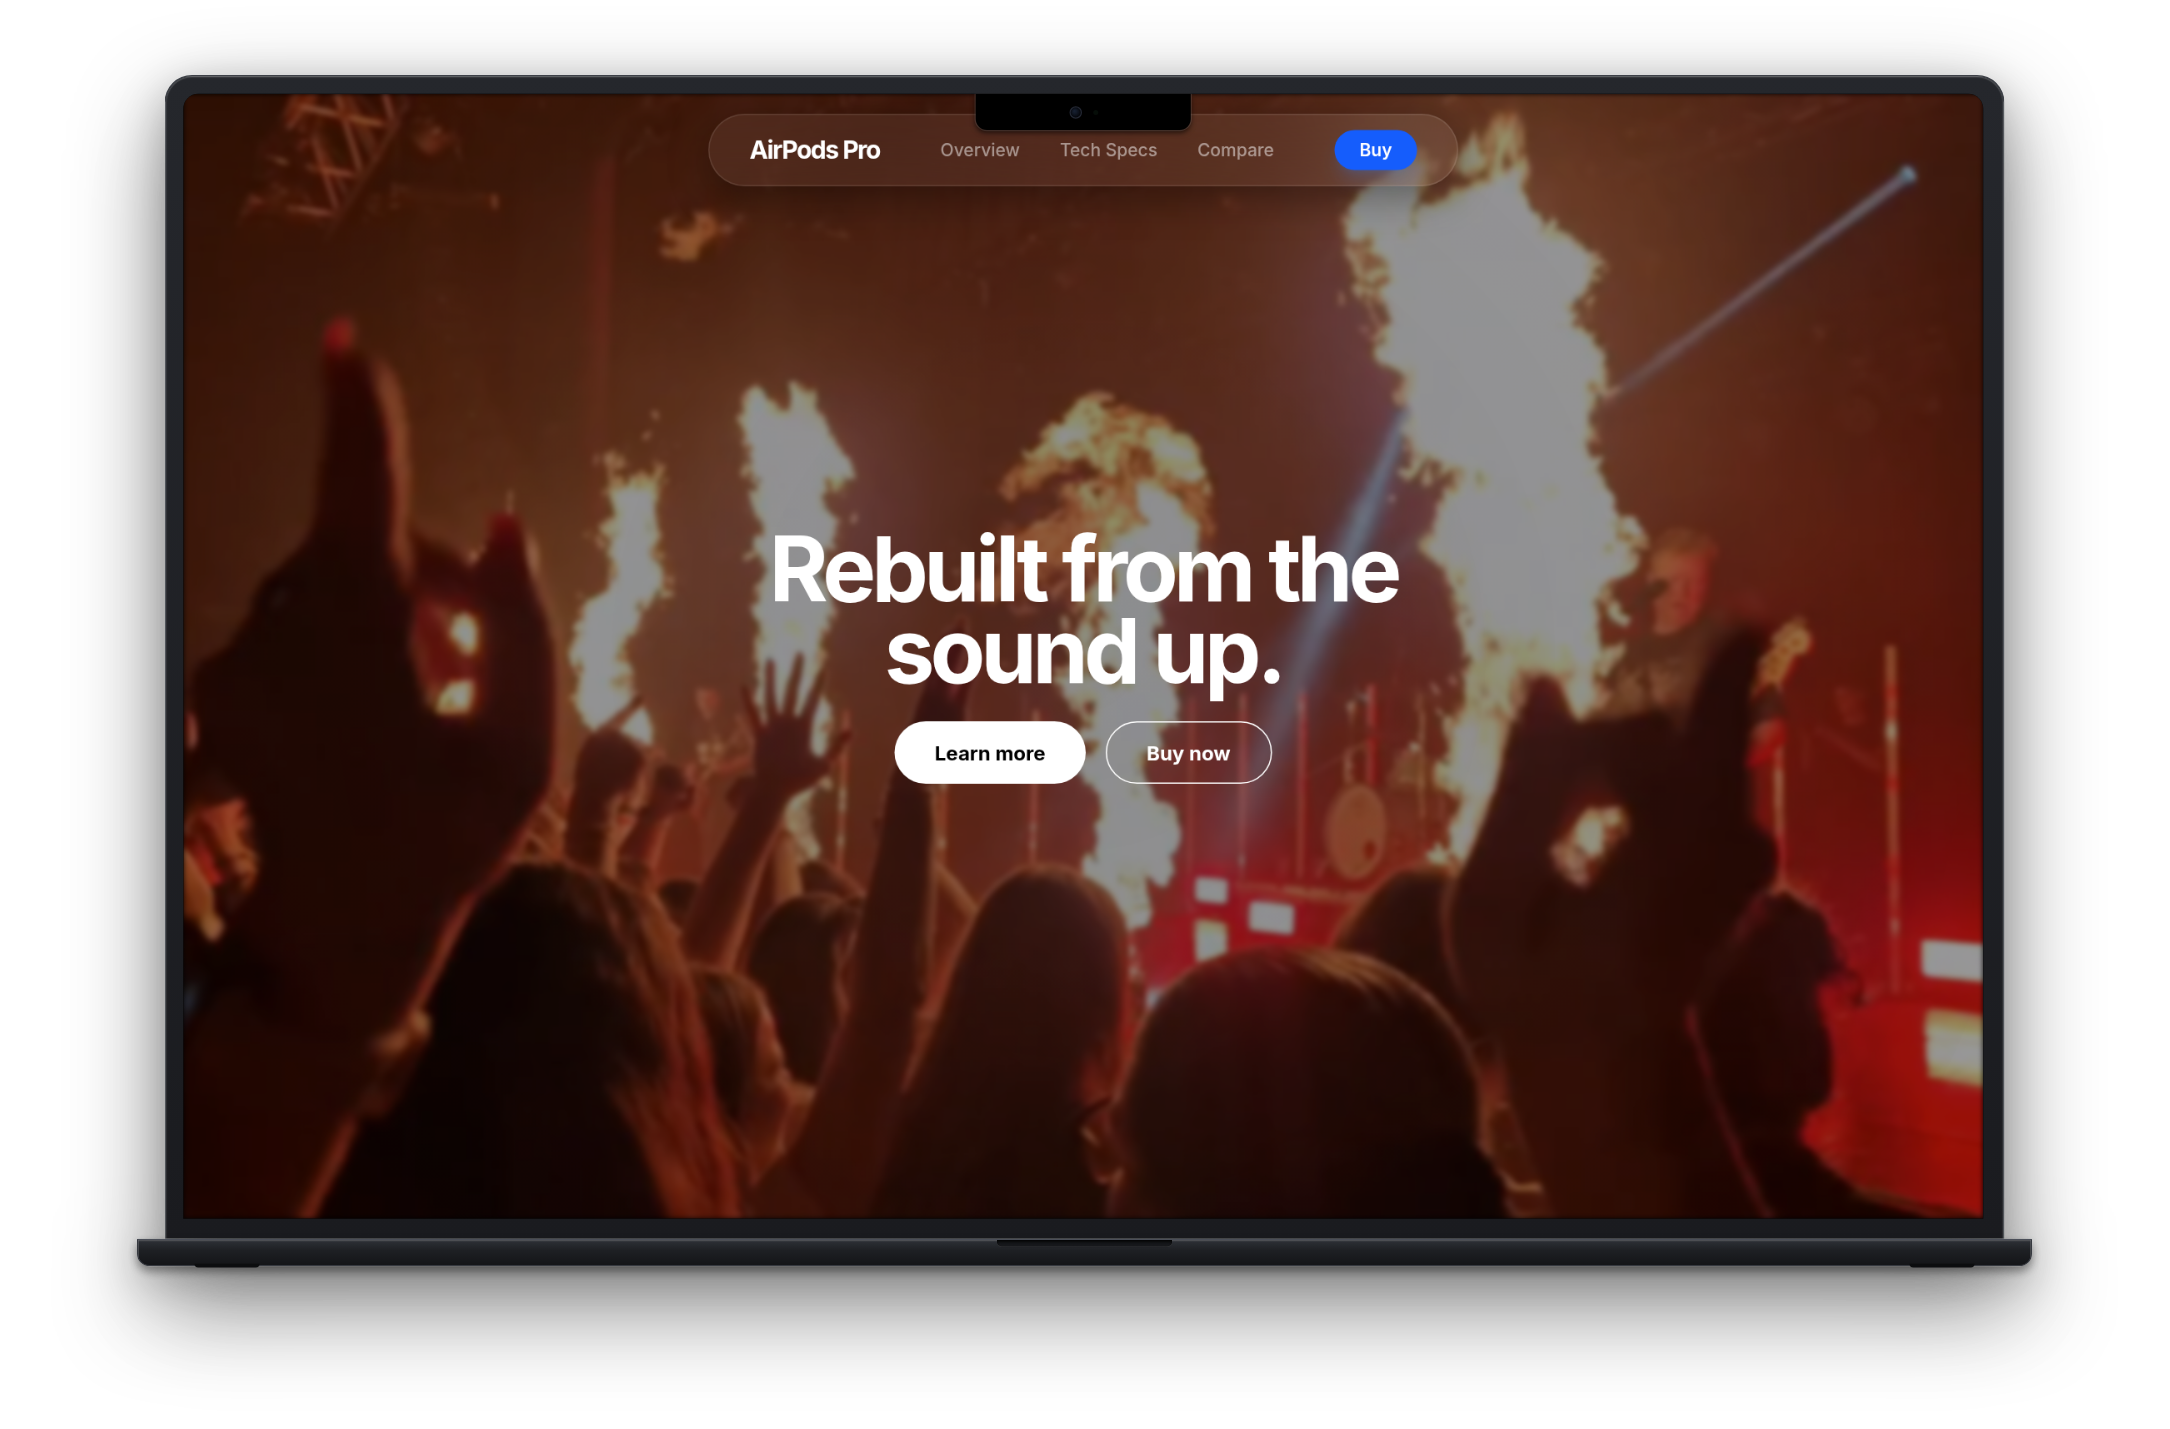 AirPods Pro Overview Tech Specs Compare Buy
Rebuilt from the
sound up.
Learn more Buy now